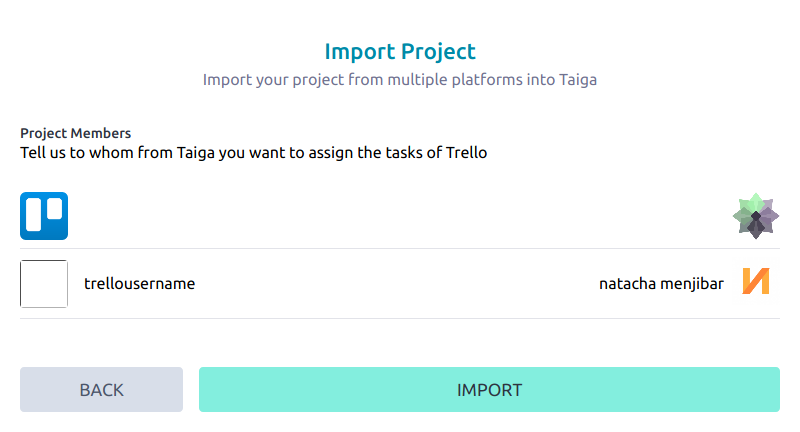 Import Project
Import your project from multiple platforms into Taiga
Project Members
Tell us to whom from Taiga you want to assign the tasks of Trello
trellousername
natacha menjibar
BACK
IMPORT